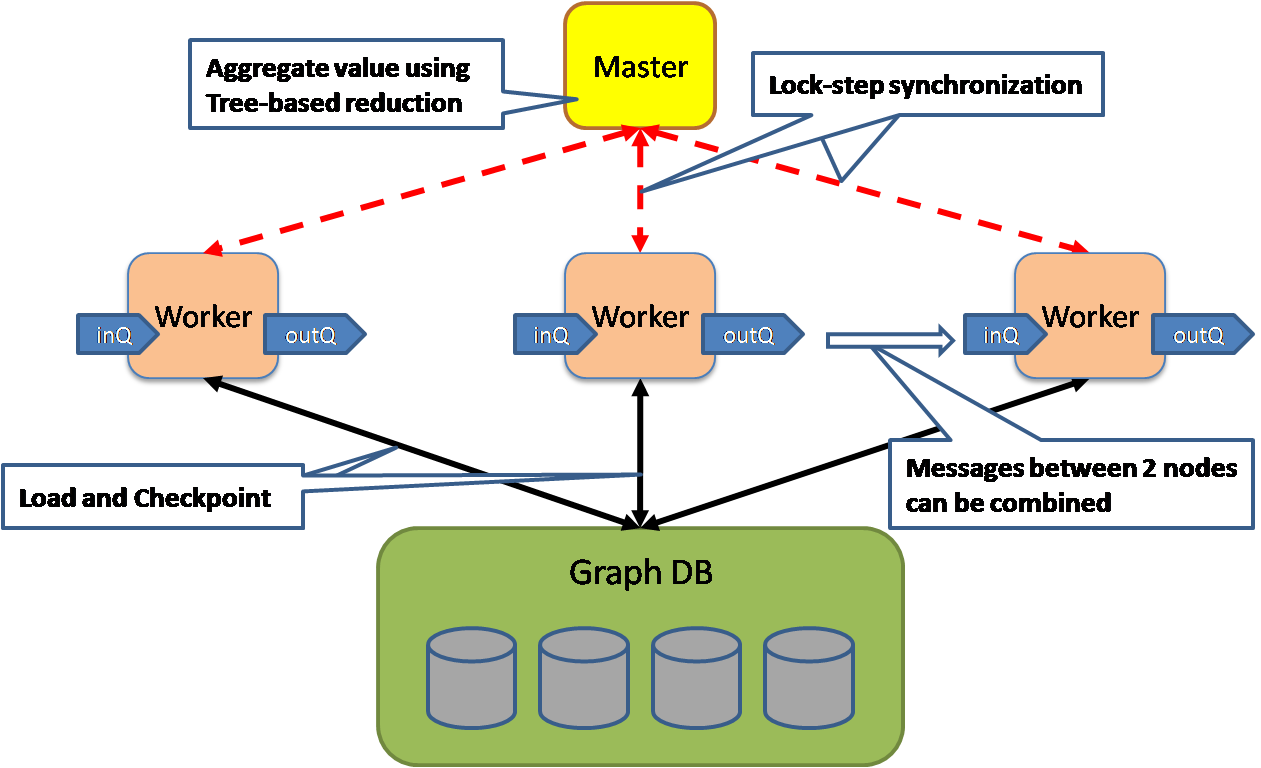 Master
Aggregate value using
Tree-based reduction
Lock-step synchronization
Worker
inQ
outQ
Worker
inQ
outQ
Worker
inQ
outQ
Load and Checkpoint
Messages between 2 nodes
can be combined
Graph DB